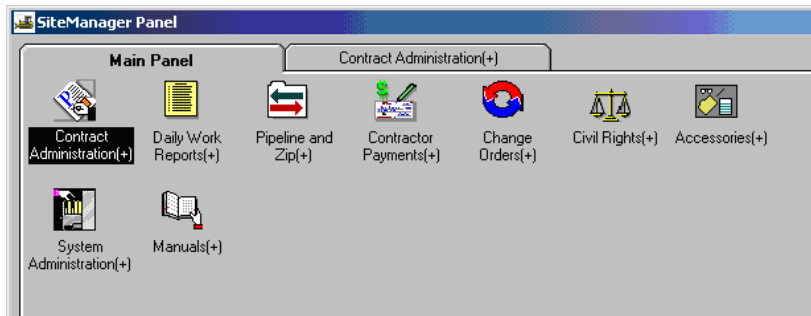 SiteManager Panel
Main Panel
Contract Administration(+)
Contract
Administration(+)
Daily Work
Reports(+)
Pipeline and
Zip(+)
Contractor
Payments(+)
Change
Orders(+)
Civil Rights(+)
Accessories(+)
System
Administration(+)
Manuals(+)